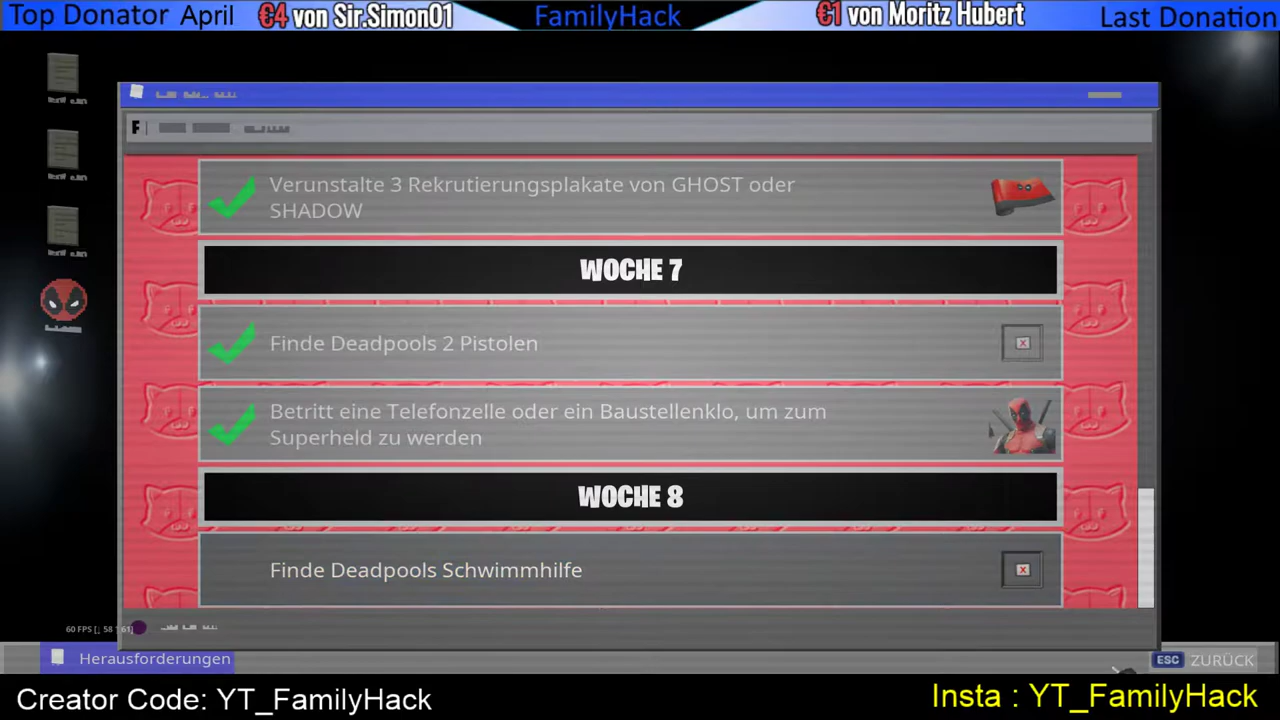 Top Donator April €4 von Sir.Simon01 FamilyHack €1 von Moritz Hubert Last Donation
F
Verunstalte 3 Rekrutierungsplakate von GHOST oder
SHADOW
WOCHE 7
Finde Deadpools 2 Pistolen
Betritt eine Telefonzelle oder ein Baustellenklo, um zum
Superheld zu werden
WOCHE 8
Finde Deadpools Schwimmhilfe
60 FPS [
Herausforderungen
ESC ZURÜCK
Creator Code: YT_FamilyHack
Insta : YT_FamilyHack